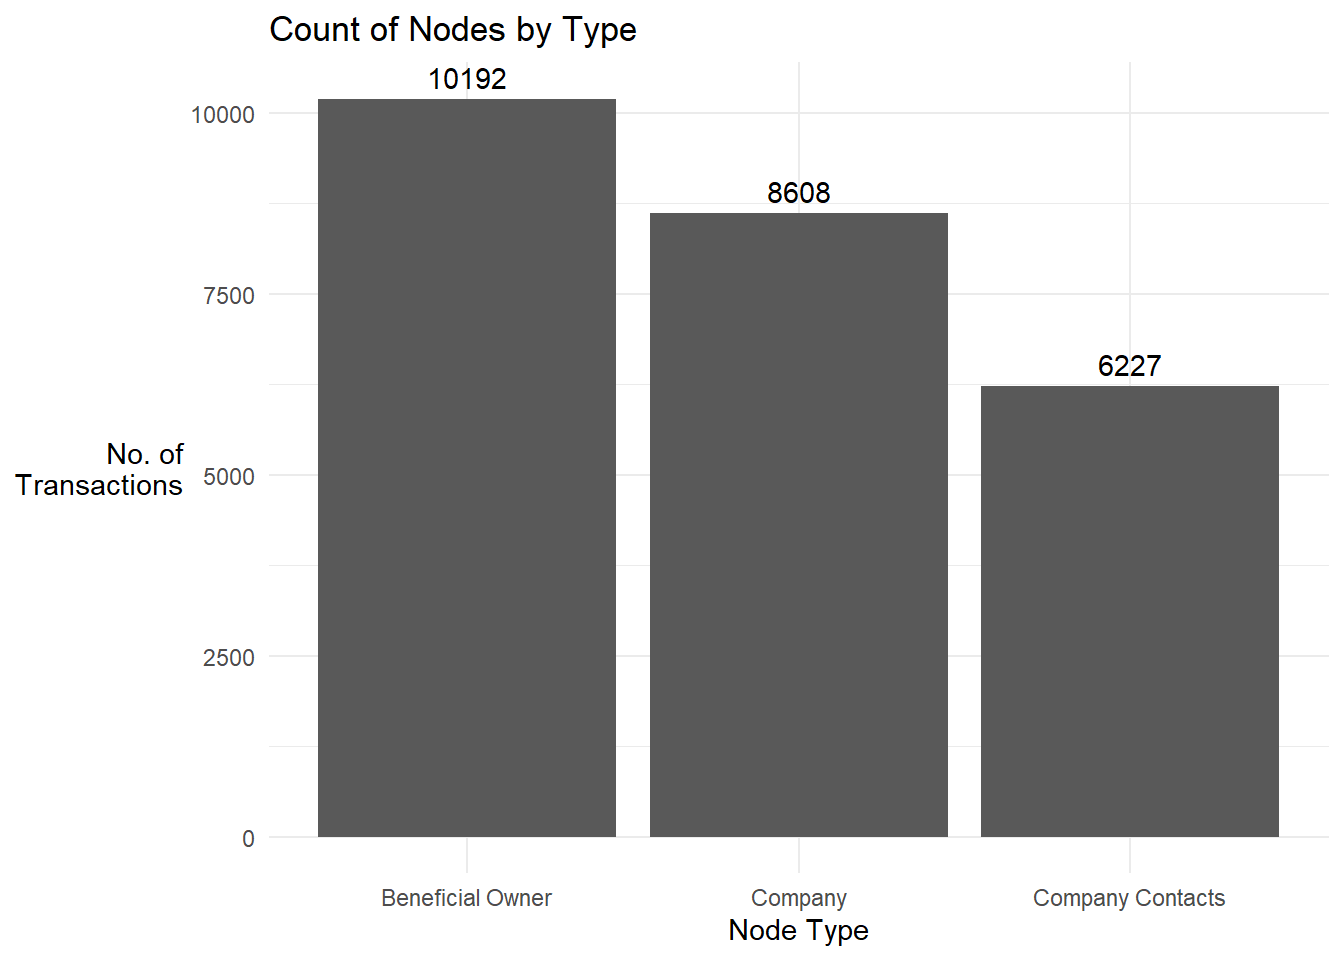 Count of Nodes by Type
10192
8608
6227
10000
7500
5000
2500
0
No. of
Transactions
Beneficial Owner
Company
Company Contacts
Node Type